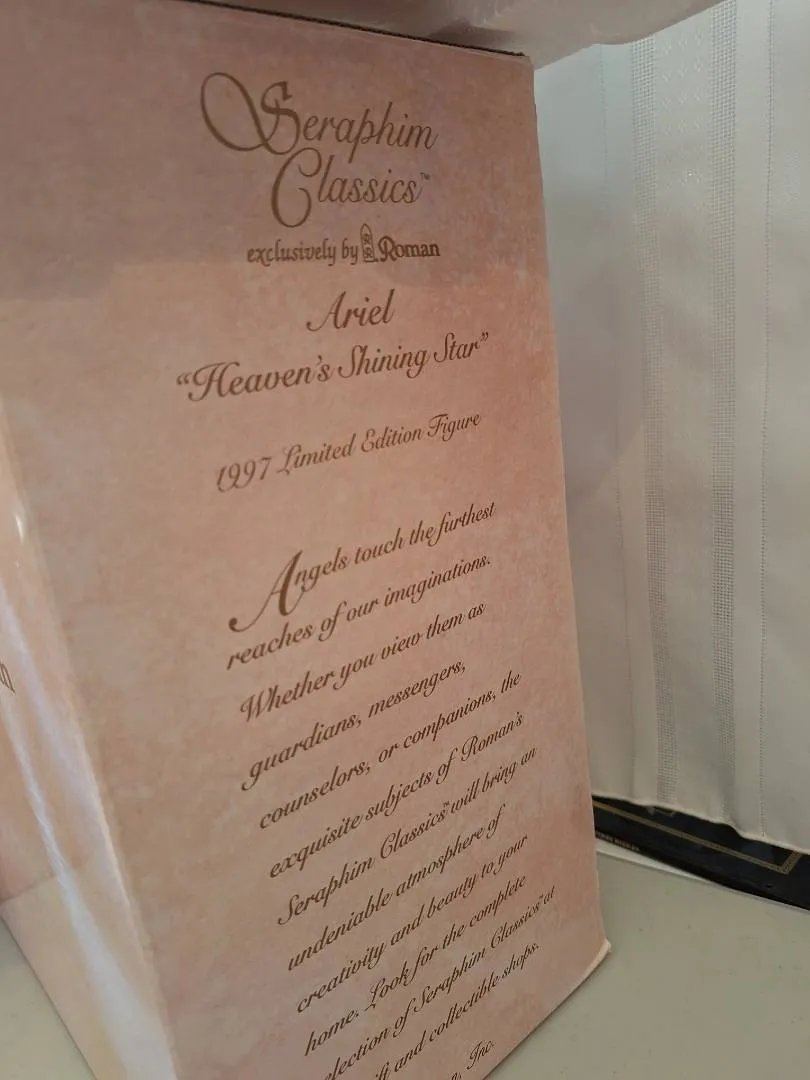 Seraphim
Classics™
exclusively by Roman
Ariel
“Heaven's Shining Star”
1997 Limited Edition Figure
Angels touch the furthest
reaches of our imaginations.
Whether you view them as
guardians, messengers,
counselors, or companions, the
exquisite subjects of Roman's
Seraphim Classics™ will bring an
undeniable atmosphere of
creativity and beauty to your
home. Look for the complete
lection of Seraphim Classics™ at
ft and collectible shops.
n, Inc.